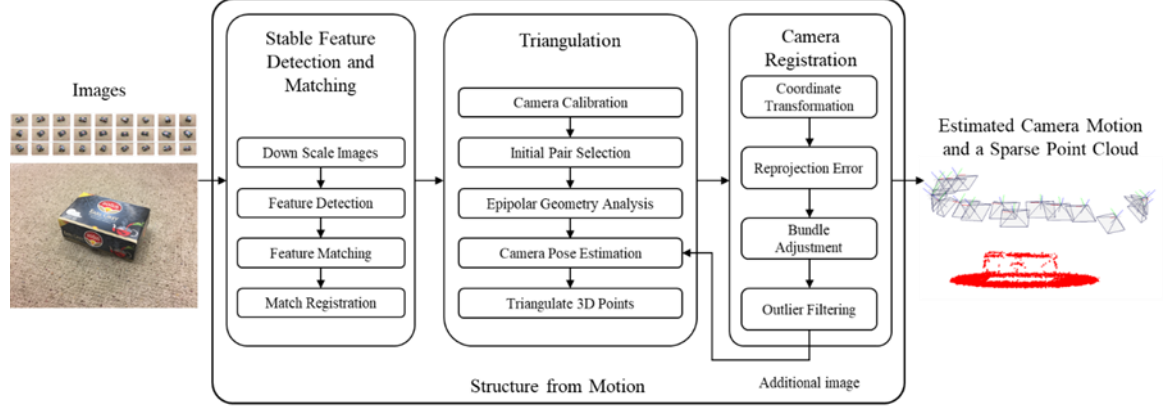 Images
Stable Feature
Detection and
Matching
Down Scale Images
Feature Detection
Feature Matching
Match Registration
Triangulation
Camera Calibration
Initial Pair Selection
Epipolar Geometry Analysis
Camera Pose Estimation
Triangulate 3D Points
Camera
Registration
Coordinate
Transformation
Reprojection Error
Bundle
Adjustment
Outlier Filtering
Additional image
Structure from Motion
Estimated Camera Motion
and a Sparse Point Cloud